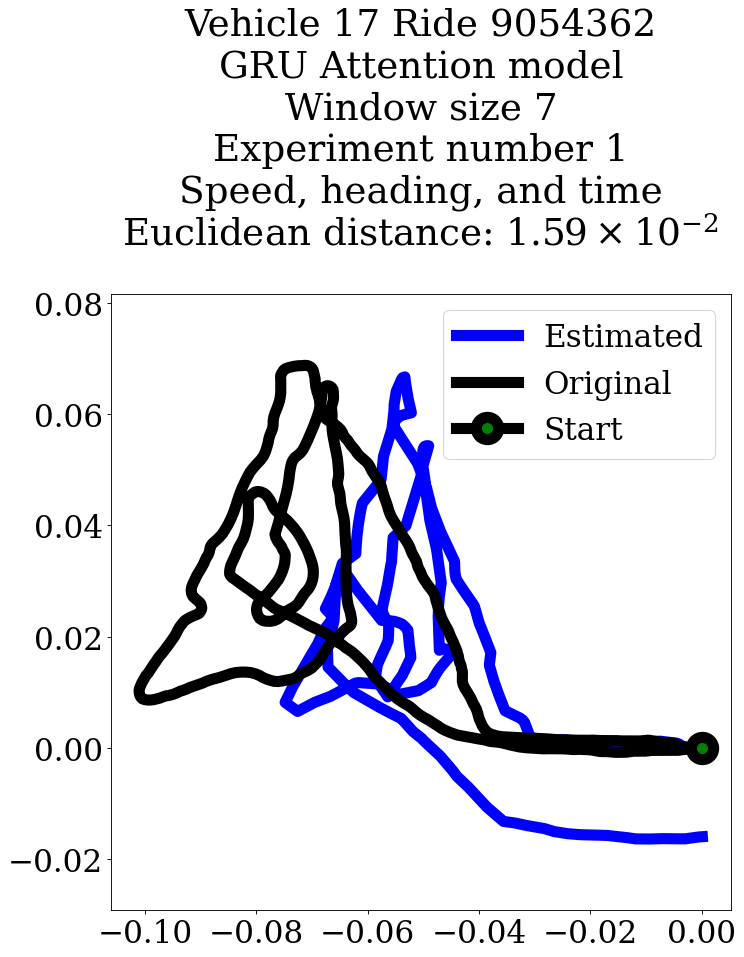 Vehicle 17 Ride 9054362
GRU Attention model
Window size 7
Experiment number 1
Speed, heading, and time
Euclidean distance: 1.59 × 10⁻²
0.08
0.06
0.04
0.02
0.00
−0.02
Estimated
Original
Start
−0.10 −0.08 −0.06 −0.04 −0.02 0.00